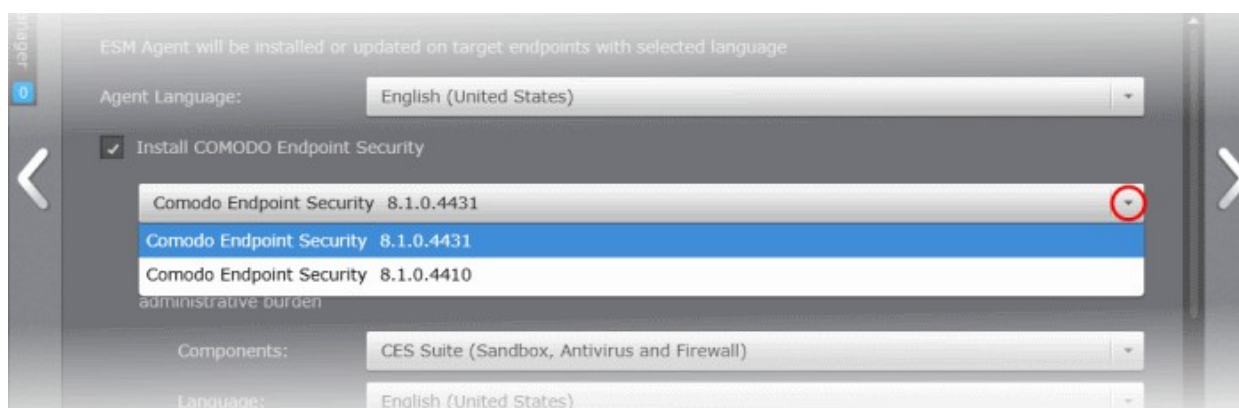 anager
0
ESM Agent will be installed or updated on target endpoints with selected language
Agent Language: English (United States)
Install COMODO Endpoint Security
Comodo Endpoint Security 8.1.0.4431
Comodo Endpoint Security 8.1.0.4431
Comodo Endpoint Security 8.1.0.4410
administrative burden
Components: CES Suite (Sandbox, Antivirus and Firewall)
Language: English (United States)